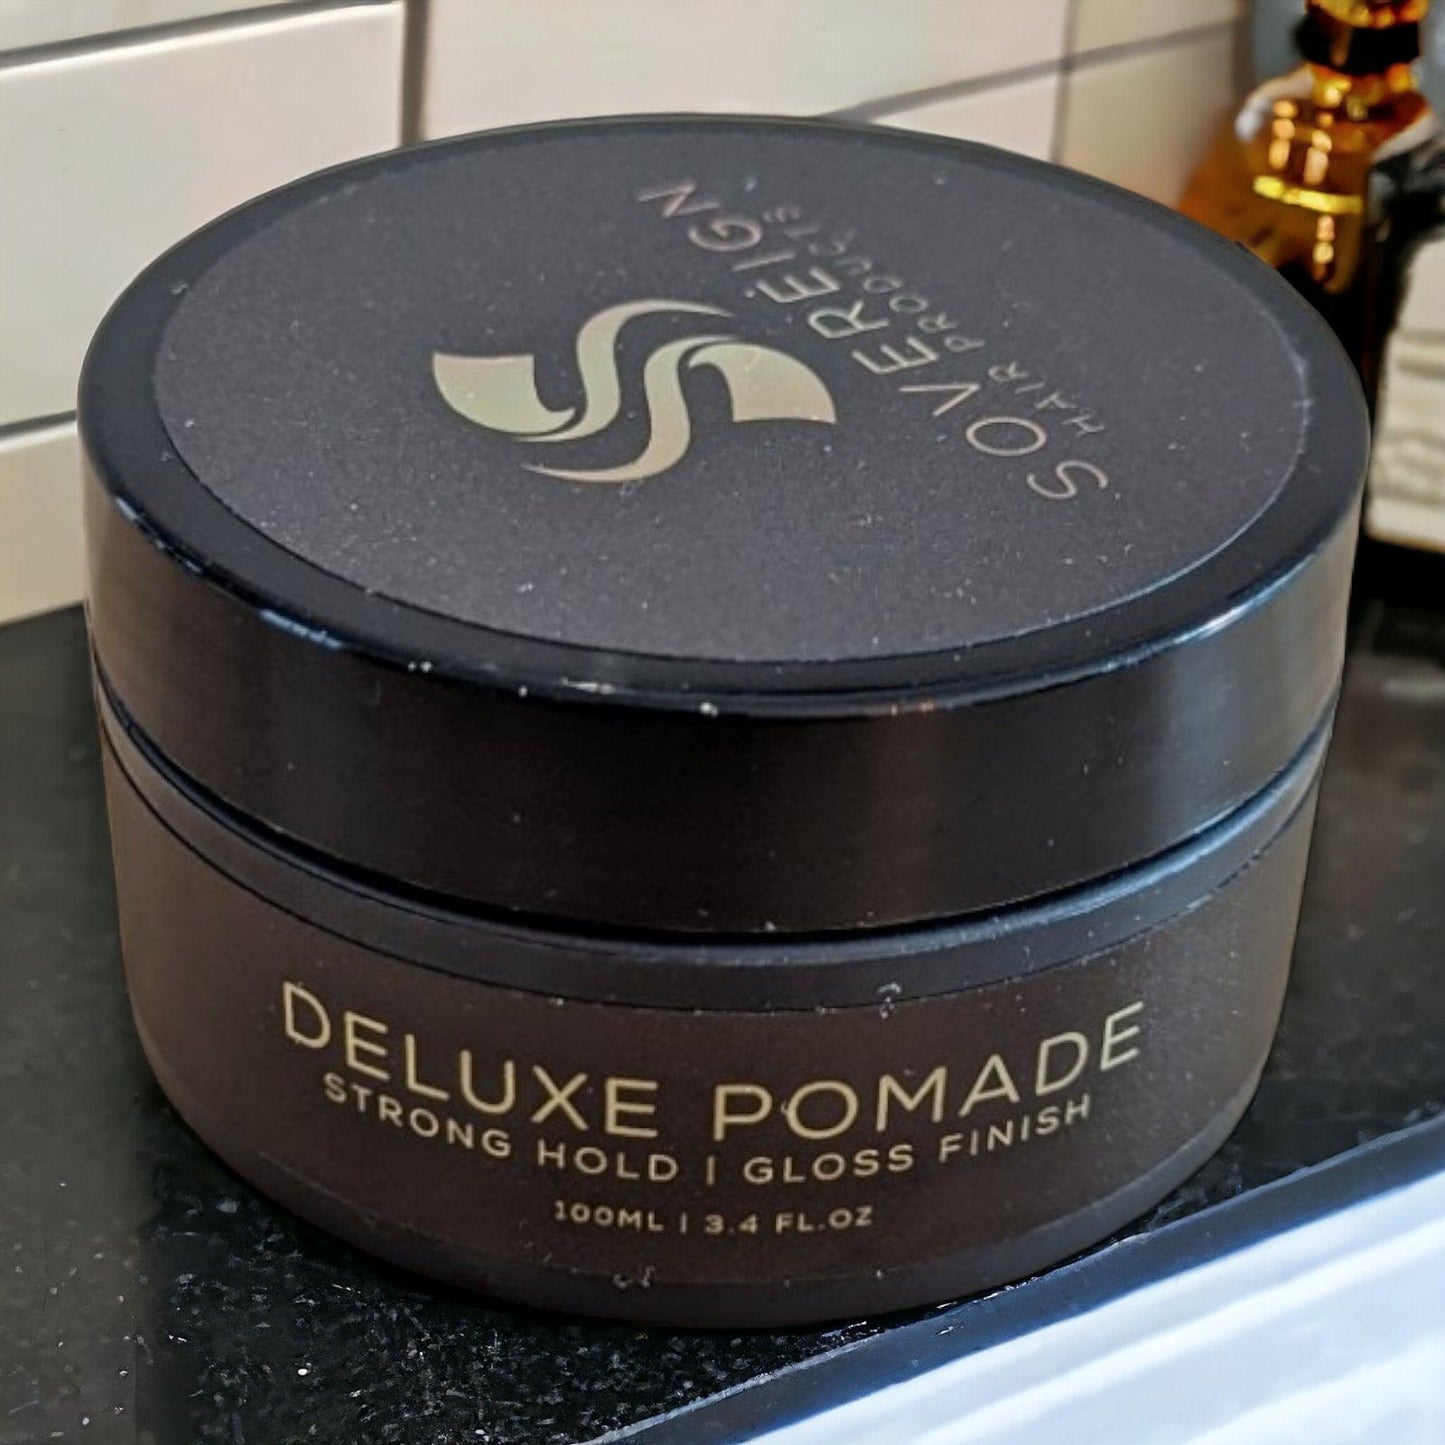 SOVEREIGN
HAIR PRODUCTS
DELUXE POMADE
STRONG HOLD | GLOSS FINISH
100ML | 3.4 FL.OZ